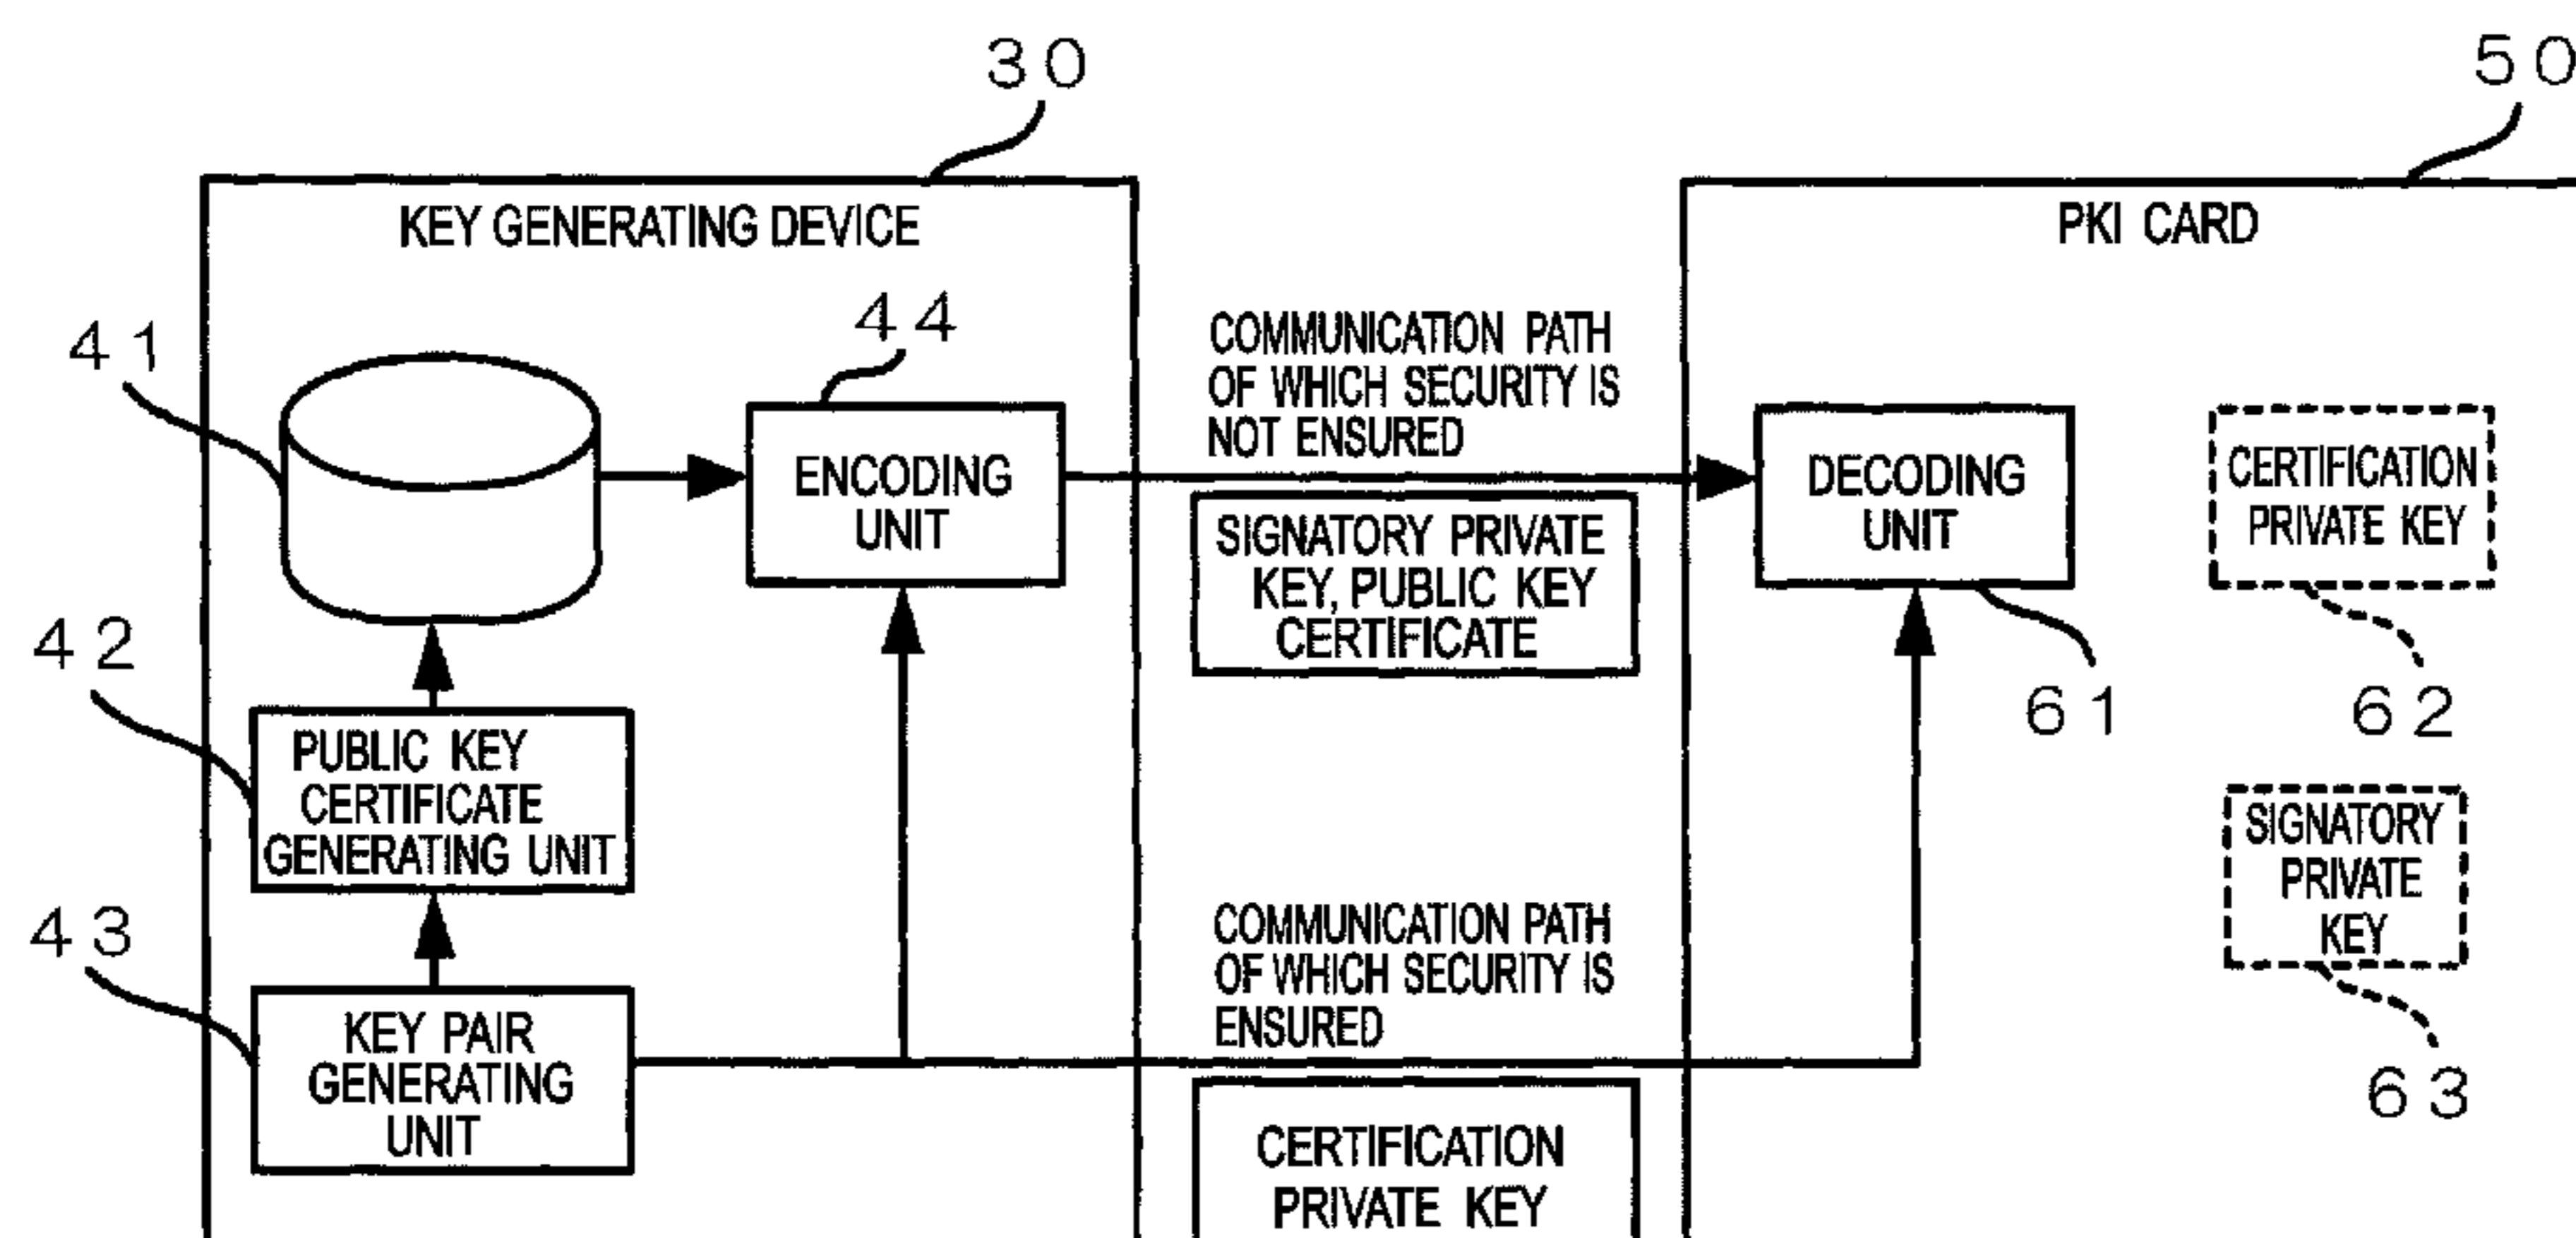 30
50
KEY GENERATING DEVICE
PKI CARD
41
44
COMMUNICATION PATH
OF WHICH SECURITY IS
NOT ENSURED
ENCODING
UNIT
SIGNATORY PRIVATE
KEY, PUBLIC KEY
CERTIFICATE
DECODING
UNIT
CERTIFICATION
PRIVATE KEY
42
61
62
PUBLIC KEY
CERTIFICATE
GENERATING UNIT
SIGNATORY
PRIVATE
KEY
43
COMMUNICATION PATH
OF WHICH SECURITY IS
ENSURED
KEY PAIR
GENERATING
UNIT
63
CERTIFICATION
PRIVATE KEY